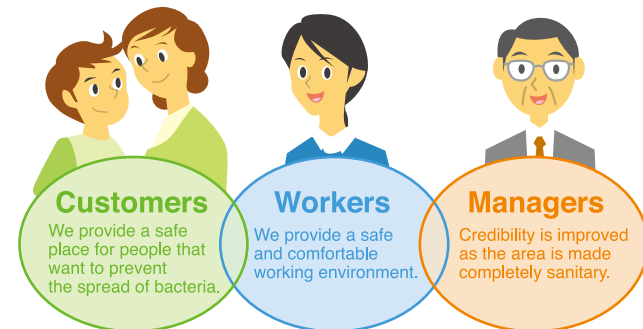 Customers
We provide a safe
place for people that
want to prevent
the spread of bacteria.
Workers
We provide a safe
and comfortable
working environment.
Managers
Credibility is improved
as the area is made
completely sanitary.